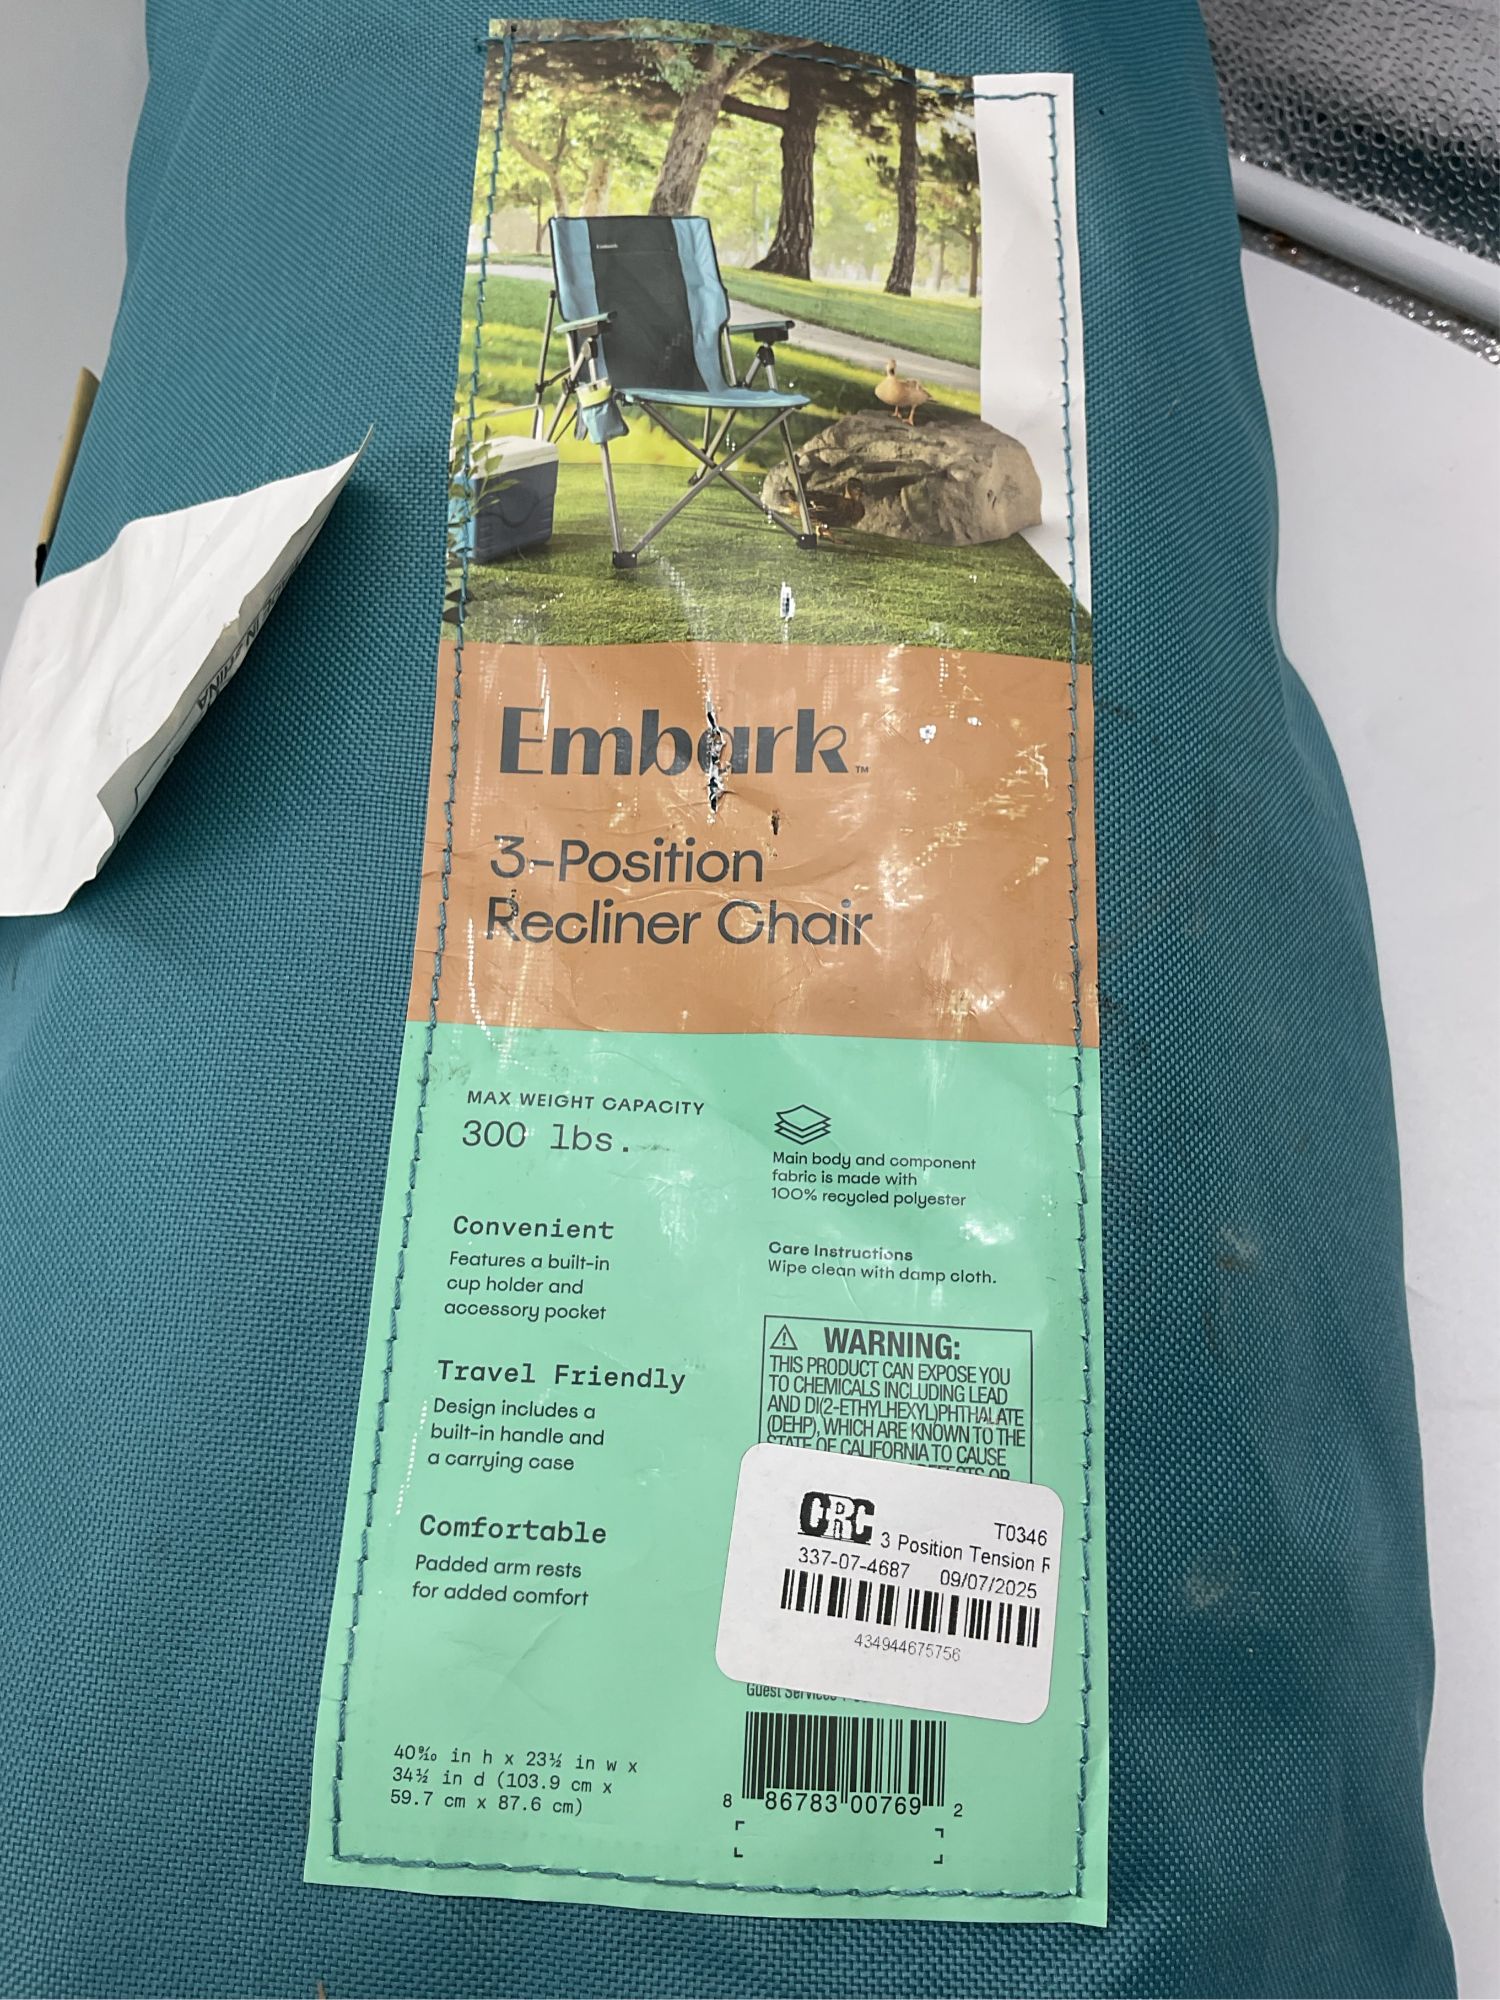 Embark
Embark™
3-Position
Recliner Chair
MAX WEIGHT CAPACITY
300 lbs.
Convenient
Features a built-in
cup holder and
accessory pocket
Travel Friendly
Design includes a
built-in handle and
a carrying case
Comfortable
Padded arm rests
for added comfort
40 9/10 in h x 23½ in w x
34½ in d (103.9 cm x
59.7 cm x 87.6 cm)
Main body and component
fabric is made with
100% recycled polyester
Care Instructions
Wipe clean with damp cloth.
⚠ WARNING:
THIS PRODUCT CAN EXPOSE YOU
TO CHEMICALS INCLUDING LEAD
AND DI(2-ETHYLHEXYL)PHTHALATE
(DEHP), WHICH ARE KNOWN TO THE
STATE OF CALIFORNIA TO CAUSE
DEFECTS OR
CRC
T0346
3 Position Tension
337-07-4687 09/07/2025
434944675756
Guest Services
8 86783 00769 2